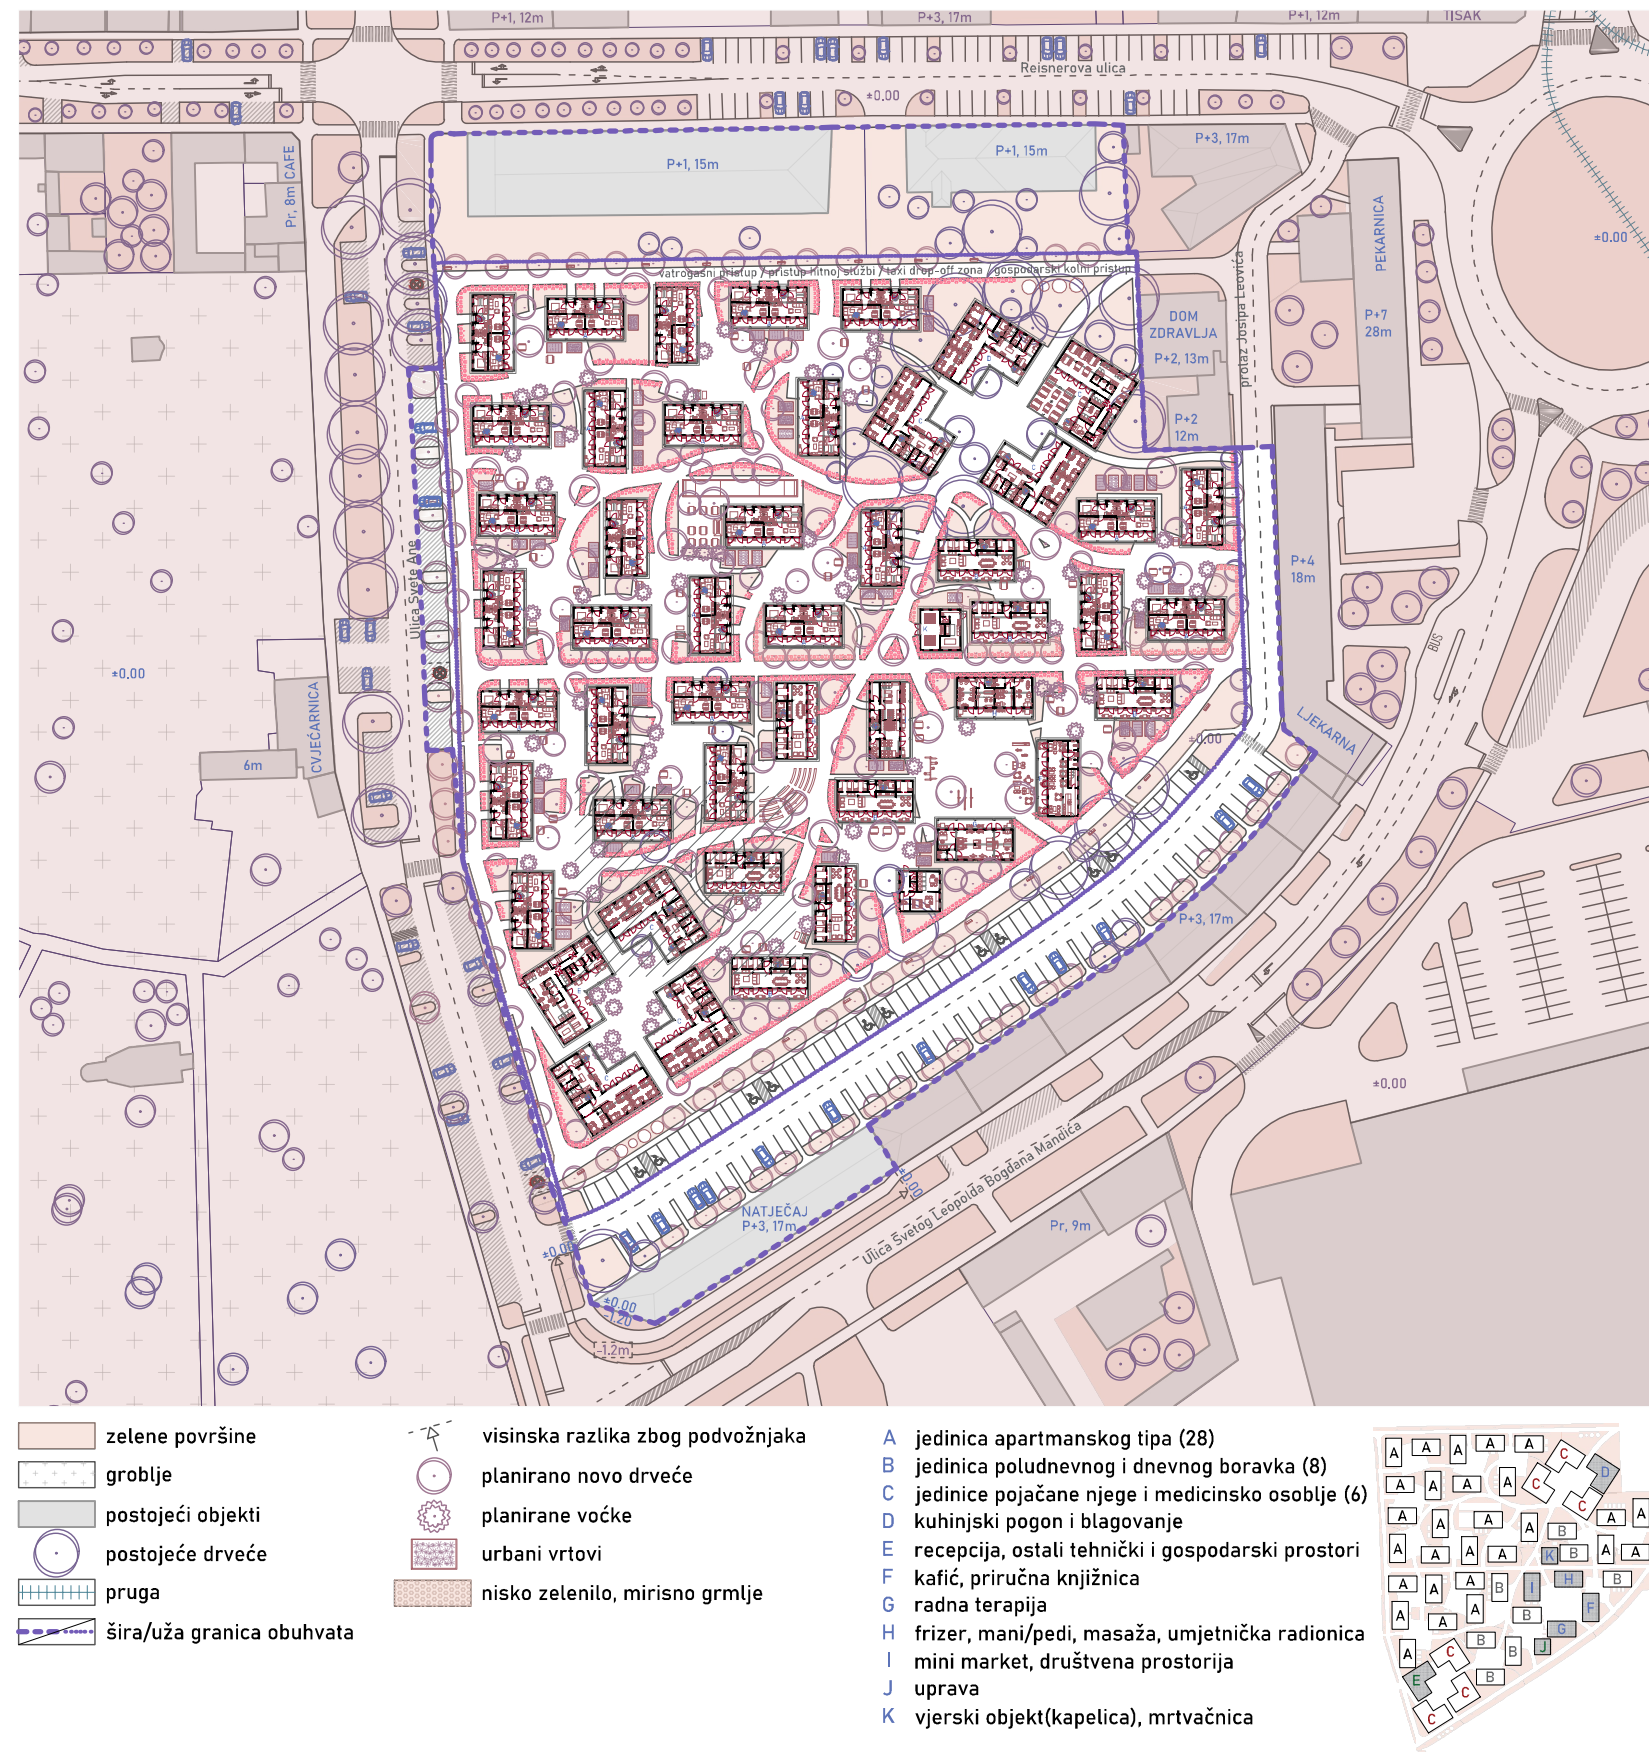 P+1, 12m
P+3, 17m
P+1, 12m
TISAK
Reisnerova ulica
±0.00
CAFE
Pr, 8m
P+1, 15m
P+1, 15m
P+3, 17m
PEKARNICA
±0.00
vatrogasni pristup / pristup hitnoj službi / taxi drop-off zona / gospodarski kolni pristup
prolaz Josipa Leovića
DOM
ZDRAVLJA
P+2, 13m
P+7
28m
P+2
12m
Ulica Svete Ane
P+4
18m
BUS
±0.00
CVJEĆARNICA
6m
LJEKARNA
±0.00
P+3, 17m
±0.00
Ulica Svetog Leopolda Bogdana Mandića
±0.00
NATJEČAJ
P+3, 17m
Pr, 9m
±0.00
±0.00
-1.20
-1.2m
zelene površine
groblje
postojeći objekti
postojeće drveće
pruga
šira/uža granica obuhvata
visinska razlika zbog podvožnjaka
planirano novo drveće
planirane voćke
urbani vrtovi
nisko zelenilo, mirisno grmlje
A jedinica apartmanskog tipa (28)
B jedinica poludnevnog i dnevnog boravka (8)
C jedinice pojačane njege i medicinsko osoblje (6)
D kuhinjski pogon i blagovanje
E recepcija, ostali tehnički i gospodarski prostori
F kafić, priručna knjižnica
G radna terapija
H frizer, mani/pedi, masaža, umjetnička radionica
I mini market, društvena prostorija
J uprava
K vjerski objekt(kapelica), mrtvačnica
A A A A A C D
A A A A C C
A A A A B A A
A A A A K B A A
A A A B I H B
A A A B F
G
A C B B J
E C B
C